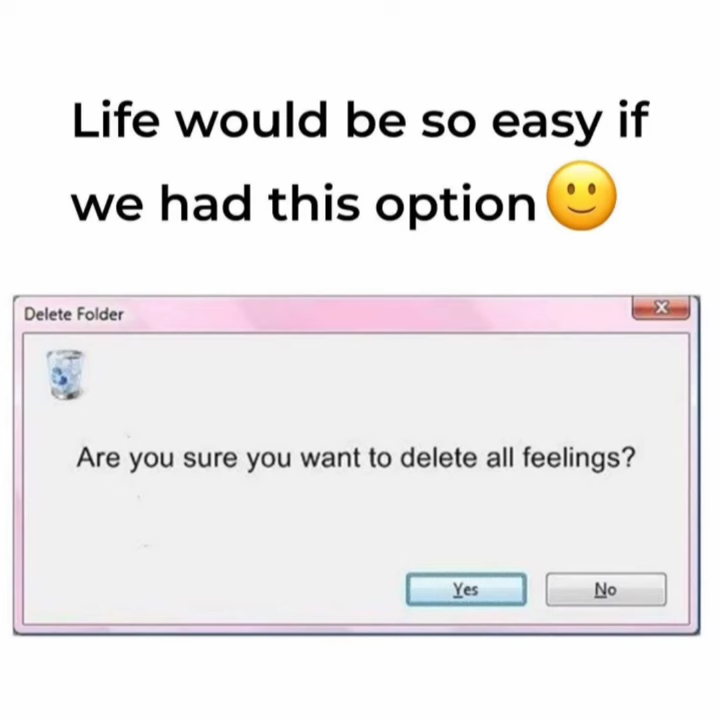 Life would be so easy if
we had this option🙂
Delete Folder
Are you sure you want to delete all feelings?
Yes
No